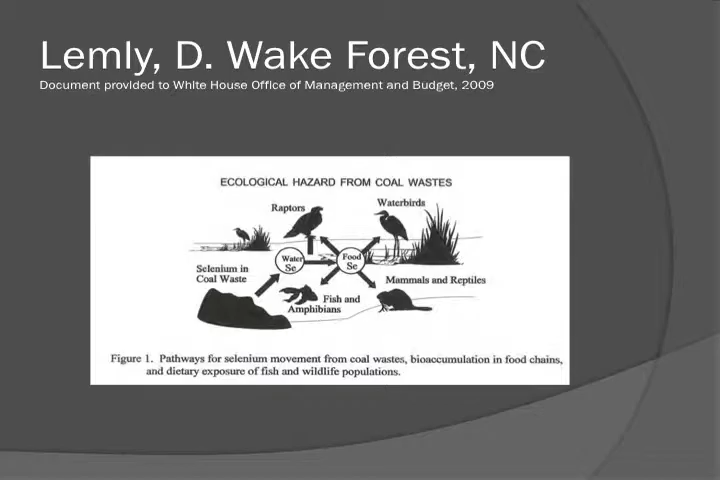 Lemly, D. Wake Forest, NC
Document provided to White House Office of Management and Budget, 2009
ECOLOGICAL HAZARD FROM COAL WASTES
Raptors
Waterbirds
Water
Se
Food
Se
Selenium in
Coal Waste
Mammals and Reptiles
Fish and
Amphibians
Figure 1. Pathways for selenium movement from coal wastes, bioaccumulation in food chains,
and dietary exposure of fish and wildlife populations.